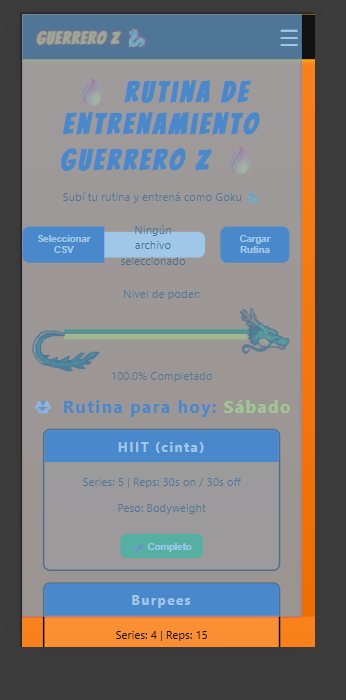 GUERRERO Z 🐉 ☰
🔥 RUTINA DE
ENTRENAMIENTO
GUERRERO Z 🔥
Subí tu rutina y entrená como Goku 🐉
Seleccionar
CSV
Ningún
archivo
seleccionado
Cargar
Rutina
Nivel de poder:
100.0% Completado
🥋 Rutina para hoy: Sábado
HIIT (cinta)
Series: 5 | Reps: 30s on / 30s off
Peso: Bodyweight
✅ Completo
Burpees
Series: 4 | Reps: 15